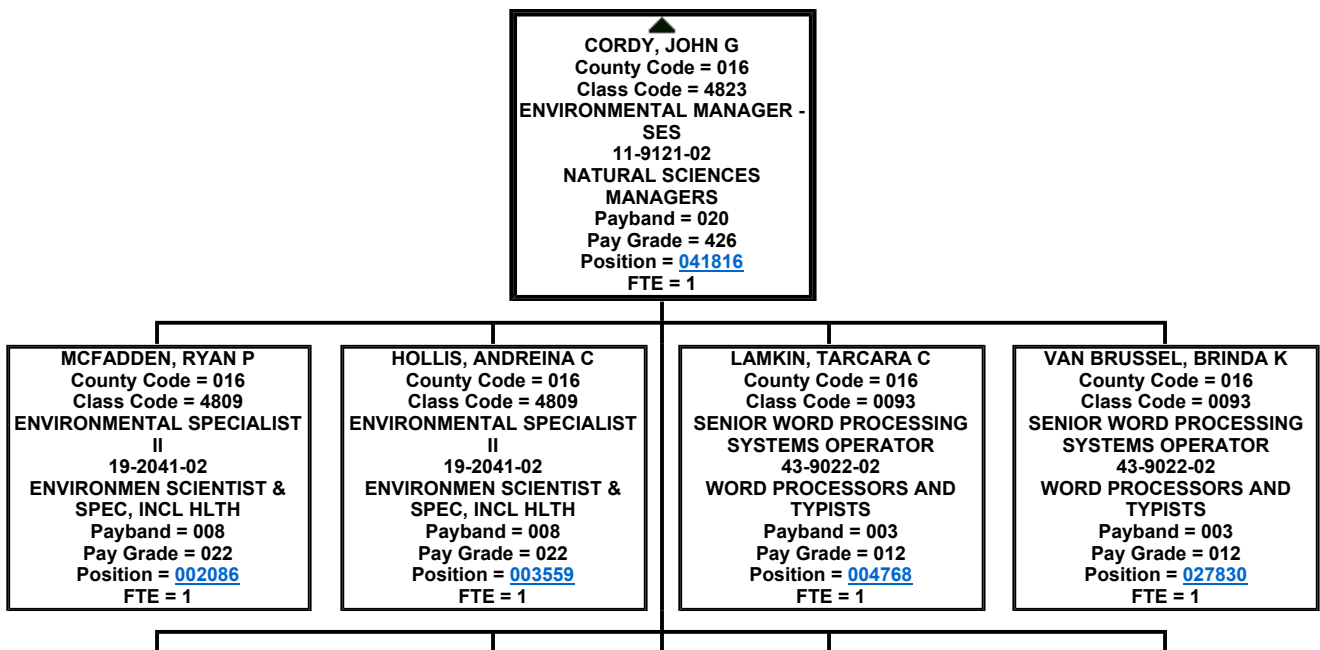 CORDY, JOHN G
County Code = 016
Class Code = 4823
ENVIRONMENTAL MANAGER -
SES
11-9121-02
NATURAL SCIENCES
MANAGERS
Payband = 020
Pay Grade = 426
Position = 041816
FTE = 1
MCFADDEN, RYAN P
County Code = 016
Class Code = 4809
ENVIRONMENTAL SPECIALIST
II
19-2041-02
ENVIRONMEN SCIENTIST &
SPEC, INCL HLTH
Payband = 008
Pay Grade = 022
Position = 002086
FTE = 1
HOLLIS, ANDREINA C
County Code = 016
Class Code = 4809
ENVIRONMENTAL SPECIALIST
II
19-2041-02
ENVIRONMEN SCIENTIST &
SPEC, INCL HLTH
Payband = 008
Pay Grade = 022
Position = 003559
FTE = 1
LAMKIN, TARCARA C
County Code = 016
Class Code = 0093
SENIOR WORD PROCESSING
SYSTEMS OPERATOR
43-9022-02
WORD PROCESSORS AND
TYPISTS
Payband = 003
Pay Grade = 012
Position = 004768
FTE = 1
VAN BRUSSEL, BRINDA K
County Code = 016
Class Code = 0093
SENIOR WORD PROCESSING
SYSTEMS OPERATOR
43-9022-02
WORD PROCESSORS AND
TYPISTS
Payband = 003
Pay Grade = 012
Position = 027830
FTE = 1